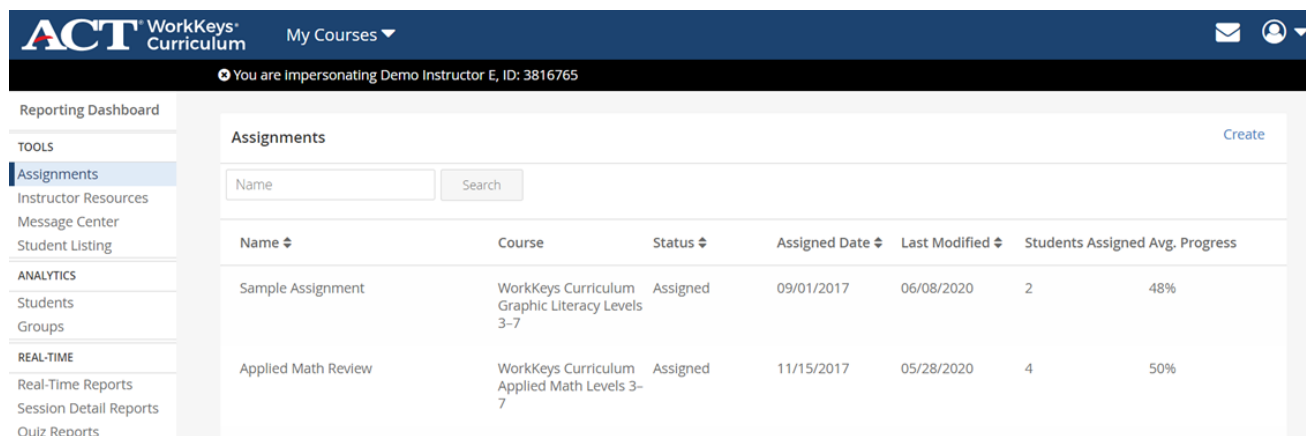 ACT® WorkKeys®
Curriculum
My Courses
You are impersonating Demo Instructor E, ID: 3816765
Reporting Dashboard
TOOLS
Assignments
Instructor Resources
Message Center
Student Listing
ANALYTICS
Students
Groups
REAL-TIME
Real-Time Reports
Session Detail Reports
Quiz Reports
Assignments Create
Name Search
Name Course Status Assigned Date Last Modified Students Assigned Avg. Progress
Sample Assignment WorkKeys Curriculum Assigned 09/01/2017 06/08/2020 2 48%
Graphic Literacy Levels
3–7
Applied Math Review WorkKeys Curriculum Assigned 11/15/2017 05/28/2020 4 50%
Applied Math Levels 3–
7